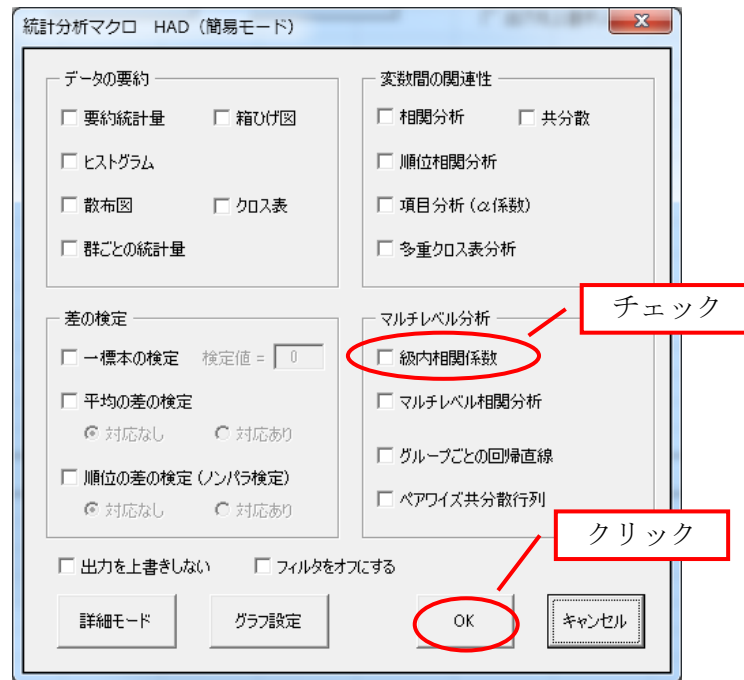 統計分析マクロ HAD（簡易モード）
データの要約
要約統計量 箱ひげ図
ヒストグラム
散布図 クロス表
群ごとの統計量
変数間の関連性
相関分析 共分散
順位相関分析
項目分析（α係数）
多重クロス表分析
差の検定
一標本の検定 検定値 = 0
平均の差の検定
対応なし 対応あり
順位の差の検定（ノンパラ検定）
対応なし 対応あり
マルチレベル分析
級内相関係数
マルチレベル相関分析
グループごとの回帰直線
ペアワイズ共分散行列
チェック
クリック
出力を上書きしない フィルタをオフにする
詳細モード グラフ設定 OK キャンセル